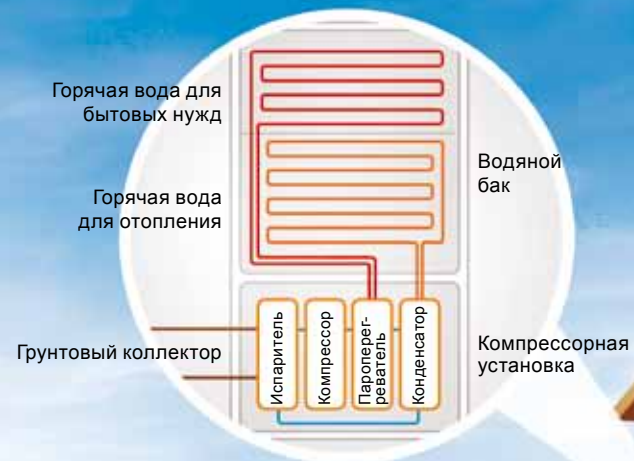 Горячая вода для
бытовых нужд
Горячая вода
для отопления
Водяной
бак
Грунтовый коллектор
Испаритель
Компрессор
Пароперег-
реватель
Конденсатор
Компрессорная
установка